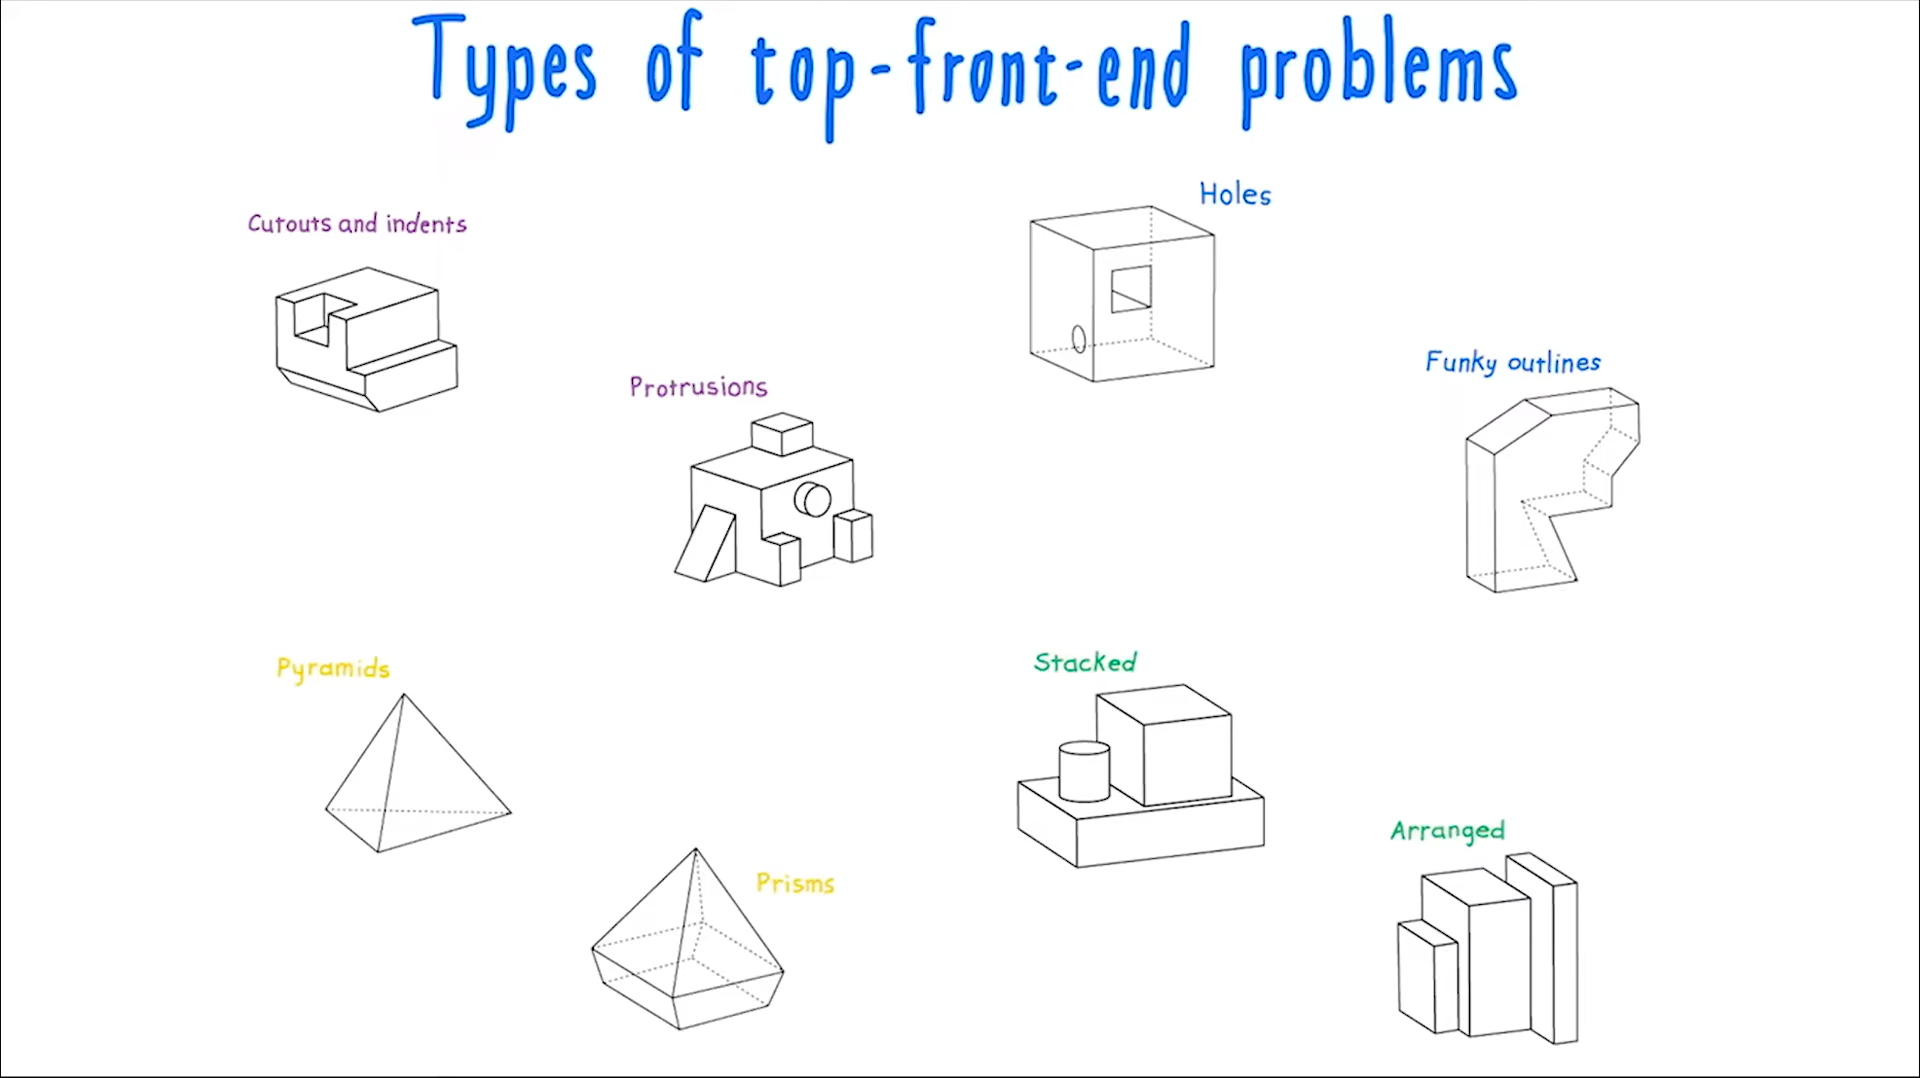 Types of top-front-end problems
Holes
Cutouts and indents
Funky outlines
Protrusions
Stacked
Pyramids
Arranged
Prisms